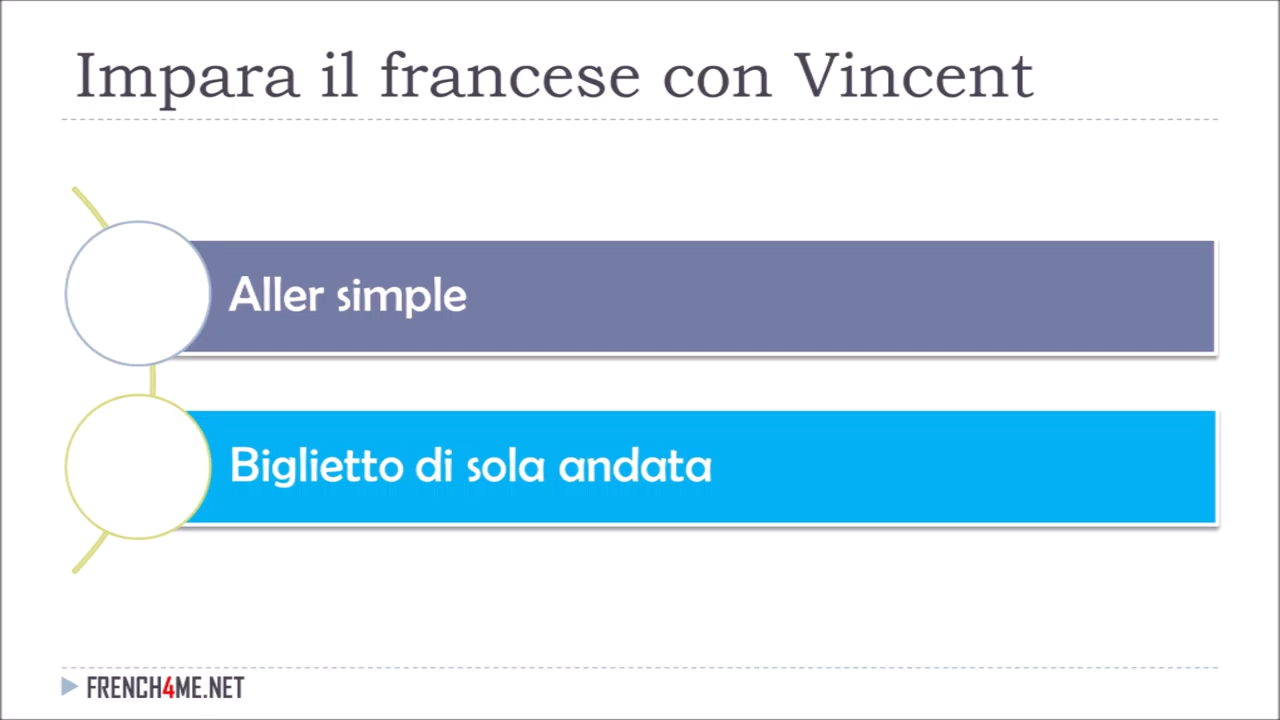 Impara il francese con Vincent
Aller simple
Biglietto di sola andata
FRENCH4ME.NET